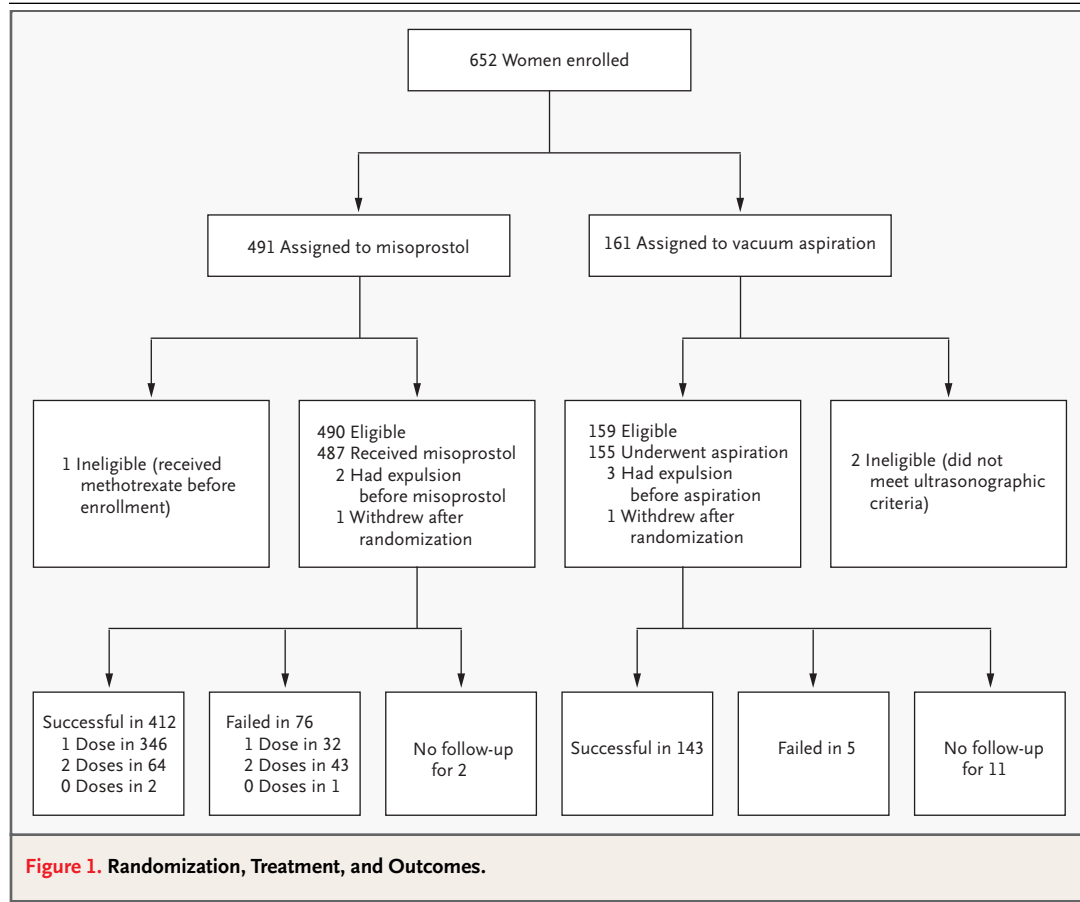 652 Women enrolled
491 Assigned to misoprostol
161 Assigned to vacuum aspiration
1 Ineligible (received
methotrexate before
enrollment)
490 Eligible
487 Received misoprostol
2 Had expulsion
before misoprostol
1 Withdrew after
randomization
159 Eligible
155 Underwent aspiration
3 Had expulsion
before aspiration
1 Withdrew after
randomization
2 Ineligible (did not
meet ultrasonographic
criteria)
Successful in 412
1 Dose in 346
2 Doses in 64
0 Doses in 2
Failed in 76
1 Dose in 32
2 Doses in 43
0 Doses in 1
No follow-up
for 2
Successful in 143
Failed in 5
No follow-up
for 11
Figure 1. Randomization, Treatment, and Outcomes.